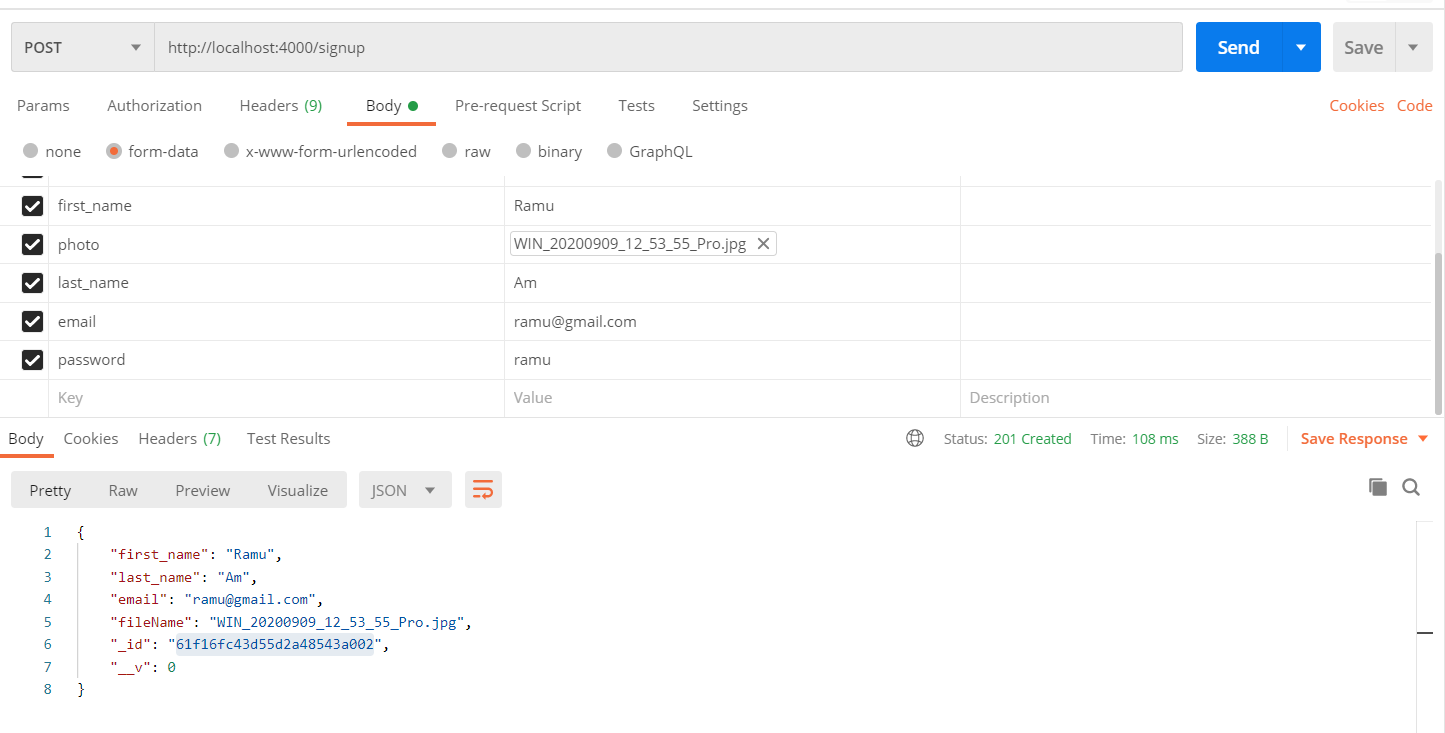 POST http://localhost:4000/signup Send Save
Params Authorization Headers (9) Body Pre-request Script Tests Settings Cookies Code
none form-data x-www-form-urlencoded raw binary GraphQL
first_name Ramu
photo WIN_20200909_12_53_55_Pro.jpg
last_name Am
email ramu@gmail.com
password ramu
Key Value Description
Body Cookies Headers (7) Test Results Status: 201 Created Time: 108 ms Size: 388 B Save Response
Pretty Raw Preview Visualize JSON
1 {
2 "first_name": "Ramu",
3 "last_name": "Am",
4 "email": "ramu@gmail.com",
5 "fileName": "WIN_20200909_12_53_55_Pro.jpg",
6 "_id": "61f16fc43d55d2a48543a002",
7 "__v": 0
8 }